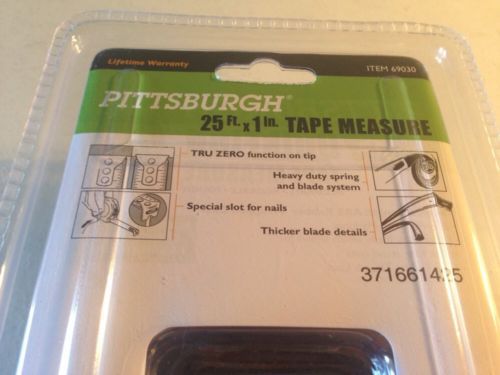 Lifetime Warranty
ITEM 69030
PITTSBURGH®
25 Ft. x 1 In. TAPE MEASURE
TRU ZERO function on tip
Heavy duty spring
and blade system
Special slot for nails
Thicker blade details
371661425